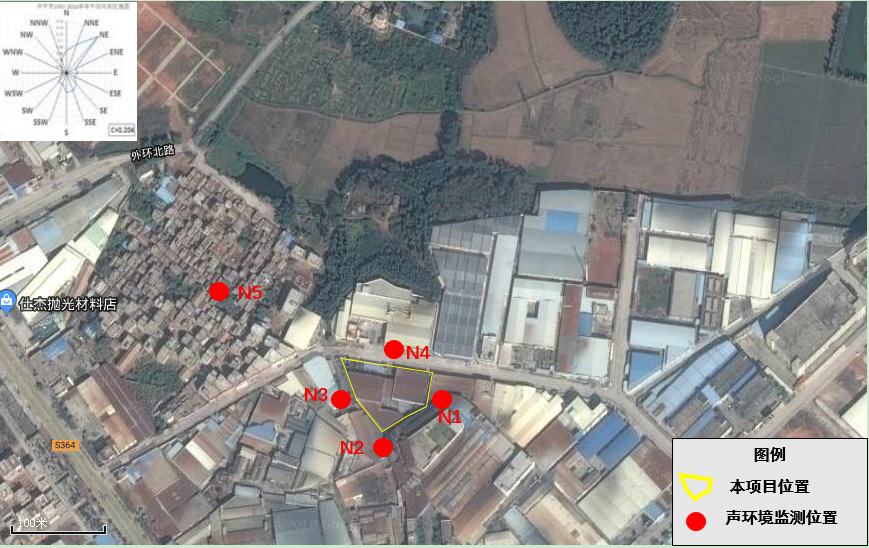 N
NNW
NNE
NW
NE
WNW
ENE
W
E
WSW
ESE
SW
SE
SSW
SSE
S
C=0.204
外环北路
仕杰抛光材料店
N5
N4
N3
N1
N2
S364
100米
图例
本项目位置
声环境监测位置